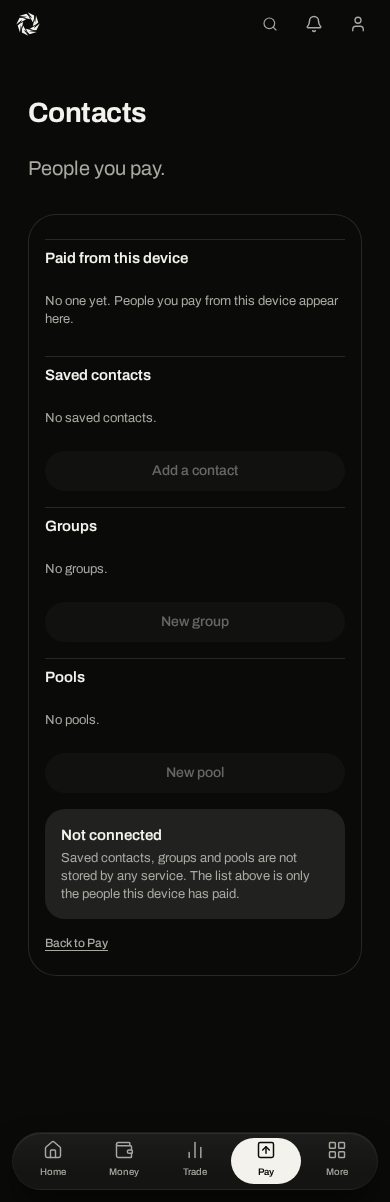 Contacts
People you pay.
Paid from this device
No one yet. People you pay from this device appear
here.
Saved contacts
No saved contacts.
Add a contact
Groups
No groups.
New group
Pools
No pools.
New pool
Not connected
Saved contacts, groups and pools are not
stored by any service. The list above is only
the people this device has paid.
Back to Pay
Home Money Trade Pay More